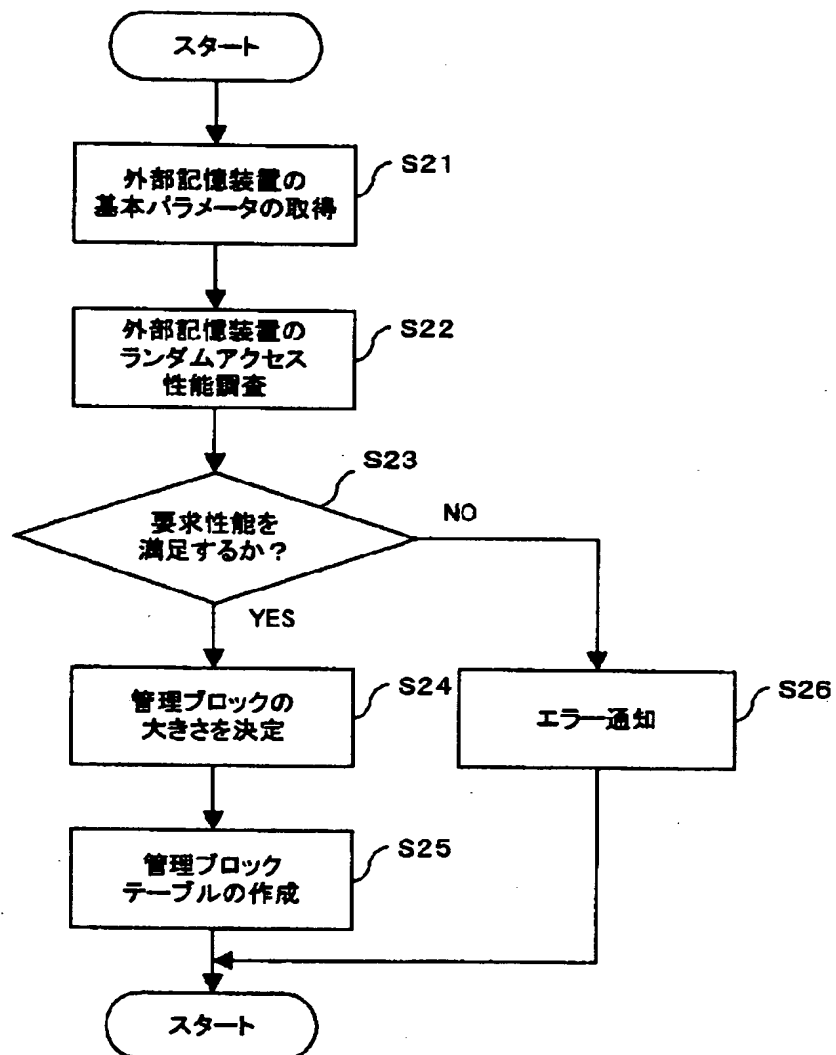 スタート
外部記憶装置の
基本パラメータの取得
S21
外部記憶装置の
ランダムアクセス
性能調査
S22
S23
要求性能を
満足するか？
NO
YES
管理ブロックの
大きさを決定
S24
エラー通知
S26
管理ブロック
テーブルの作成
S25
スタート